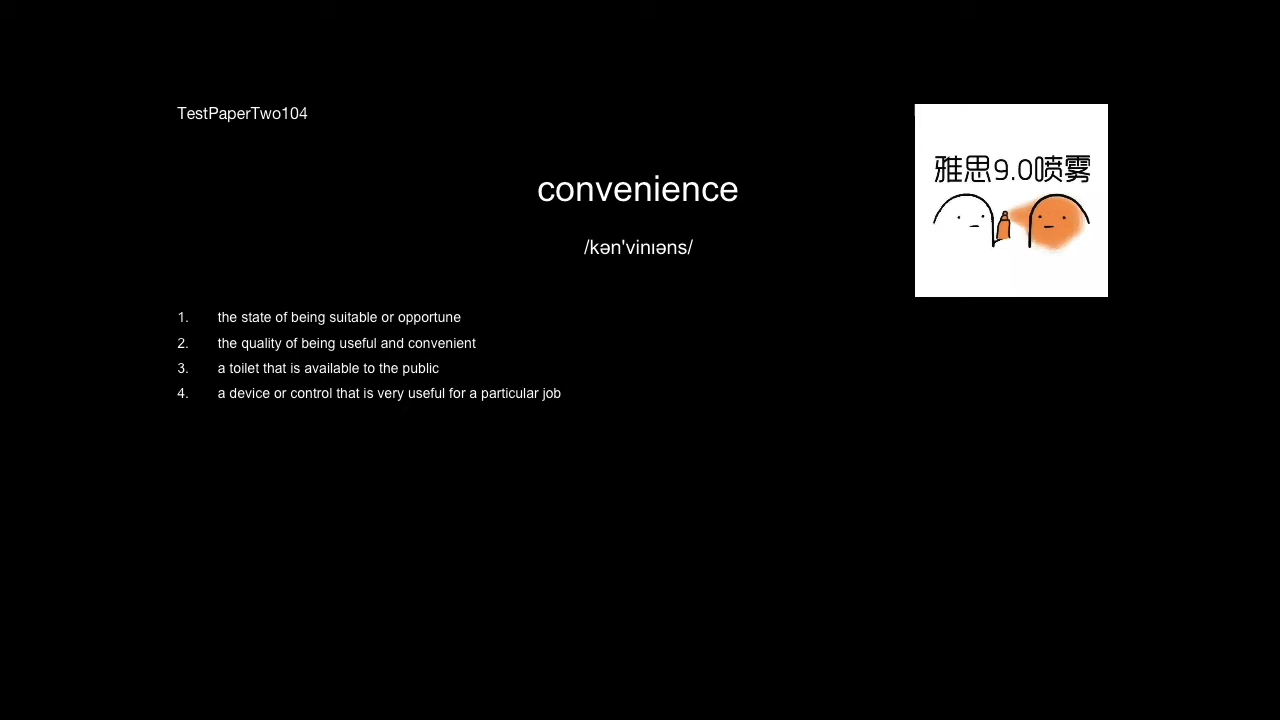 TestPaperTwo104
雅思9.0喷雾
convenience
/kən'vinɪəns/
1. the state of being suitable or opportune
2. the quality of being useful and convenient
3. a toilet that is available to the public
4. a device or control that is very useful for a particular job